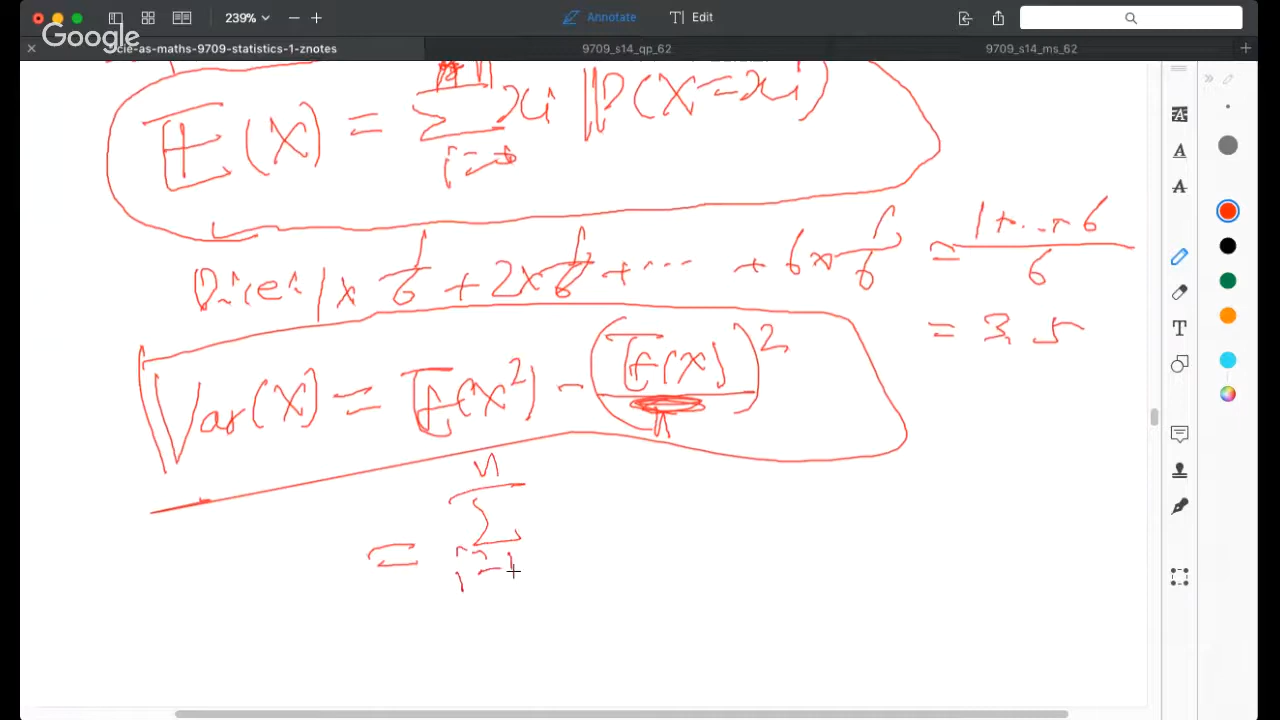 239% Annotate Edit
Google
cie-as-maths-9709-statistics-1-znotes 9709_s14_qp_62 9709_s14_ms_62
E(X) = Σ xi P(X=xi)
i=
Dice: 1×1/6 + 2×1/6 + ... + 6×1/6 = 1+...+6/6
= 3.5
Var(X) = E(X²) - (E(X))²
n
= Σ
i=1